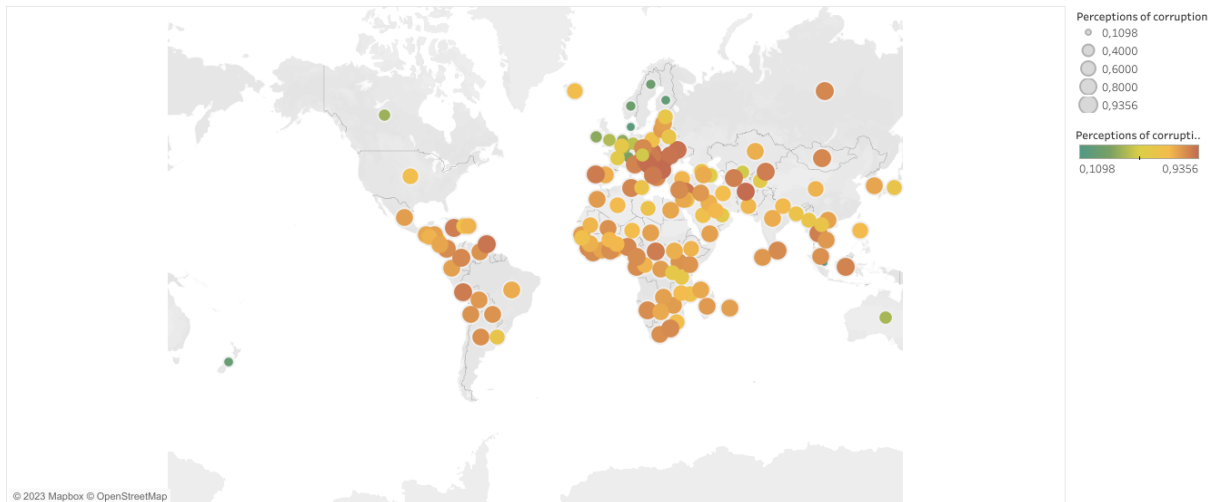 Perceptions of corruption
0,1098
0,4000
0,6000
0,8000
0,9356
Perceptions of corrupti..
0,1098 0,9356
© 2023 Mapbox © OpenStreetMap